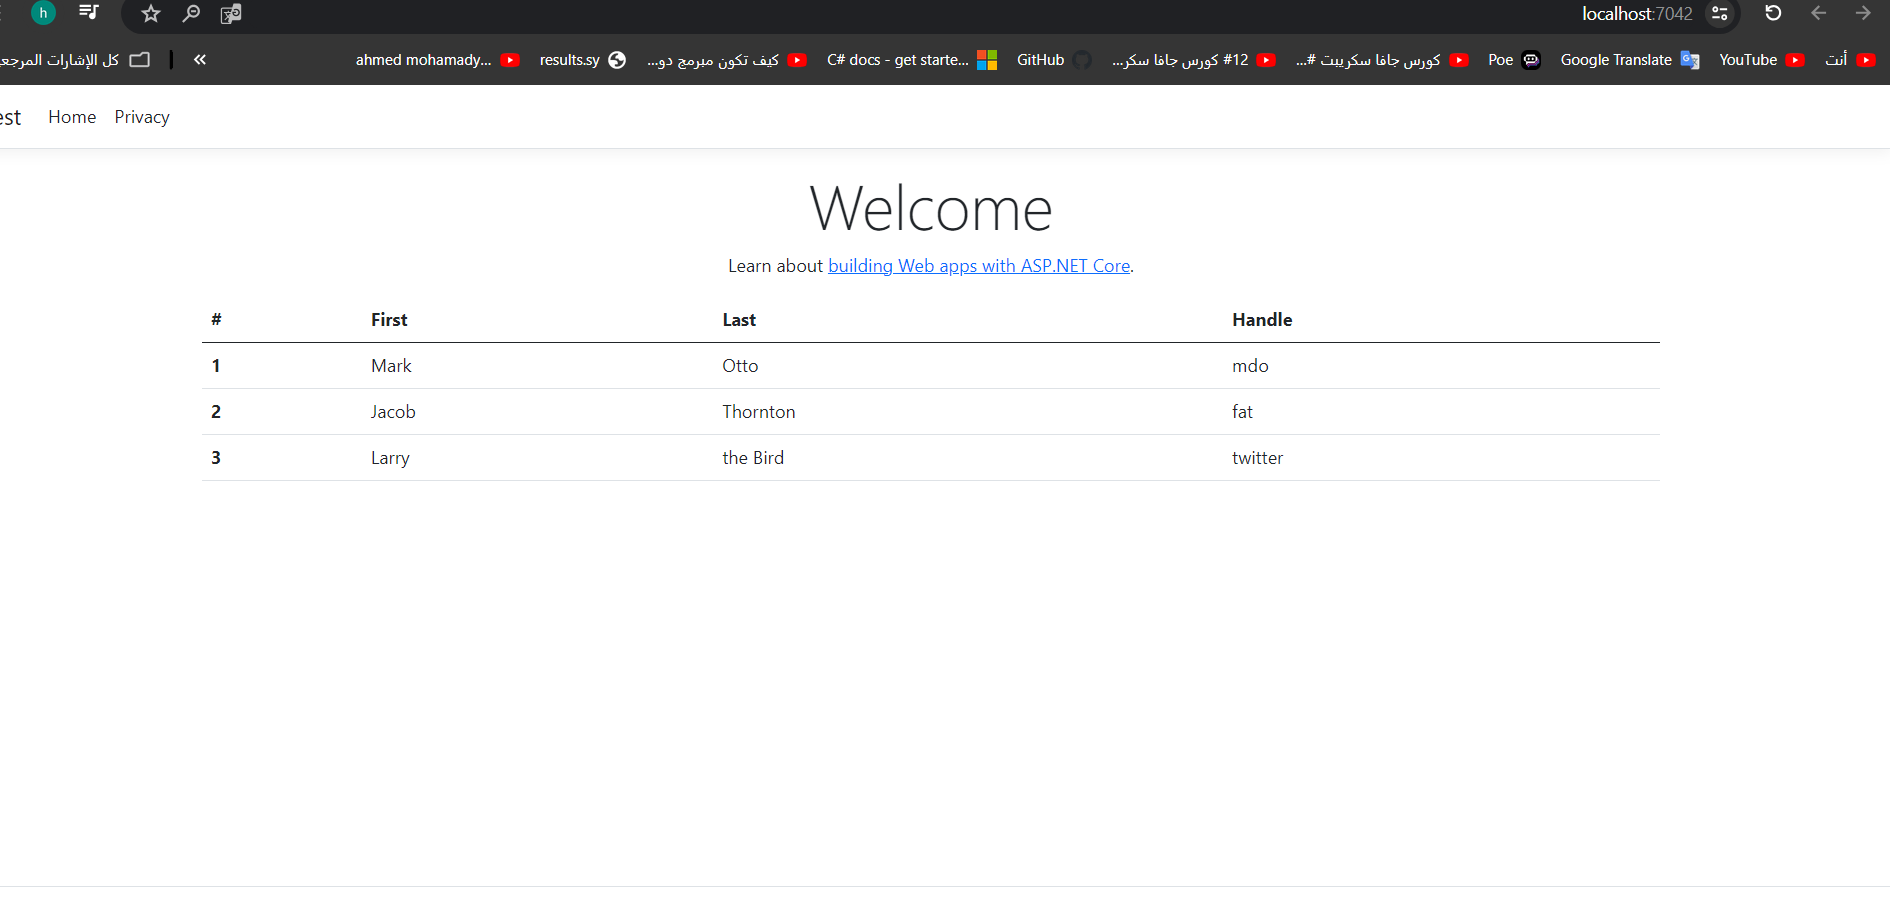 h
localhost:7042
أنت
YouTube
Google Translate
Poe
كورس جافا سكريبت #...
#12 كورس جافا سكر...
GitHub
C# docs - get starte...
كيف تكون مبرمج دو...
results.sy
ahmed mohamady...
«
كل الإشارات المرجعي
est Home Privacy
Welcome
Learn about building Web apps with ASP.NET Core.
# First Last Handle
1 Mark Otto mdo
2 Jacob Thornton fat
3 Larry the Bird twitter